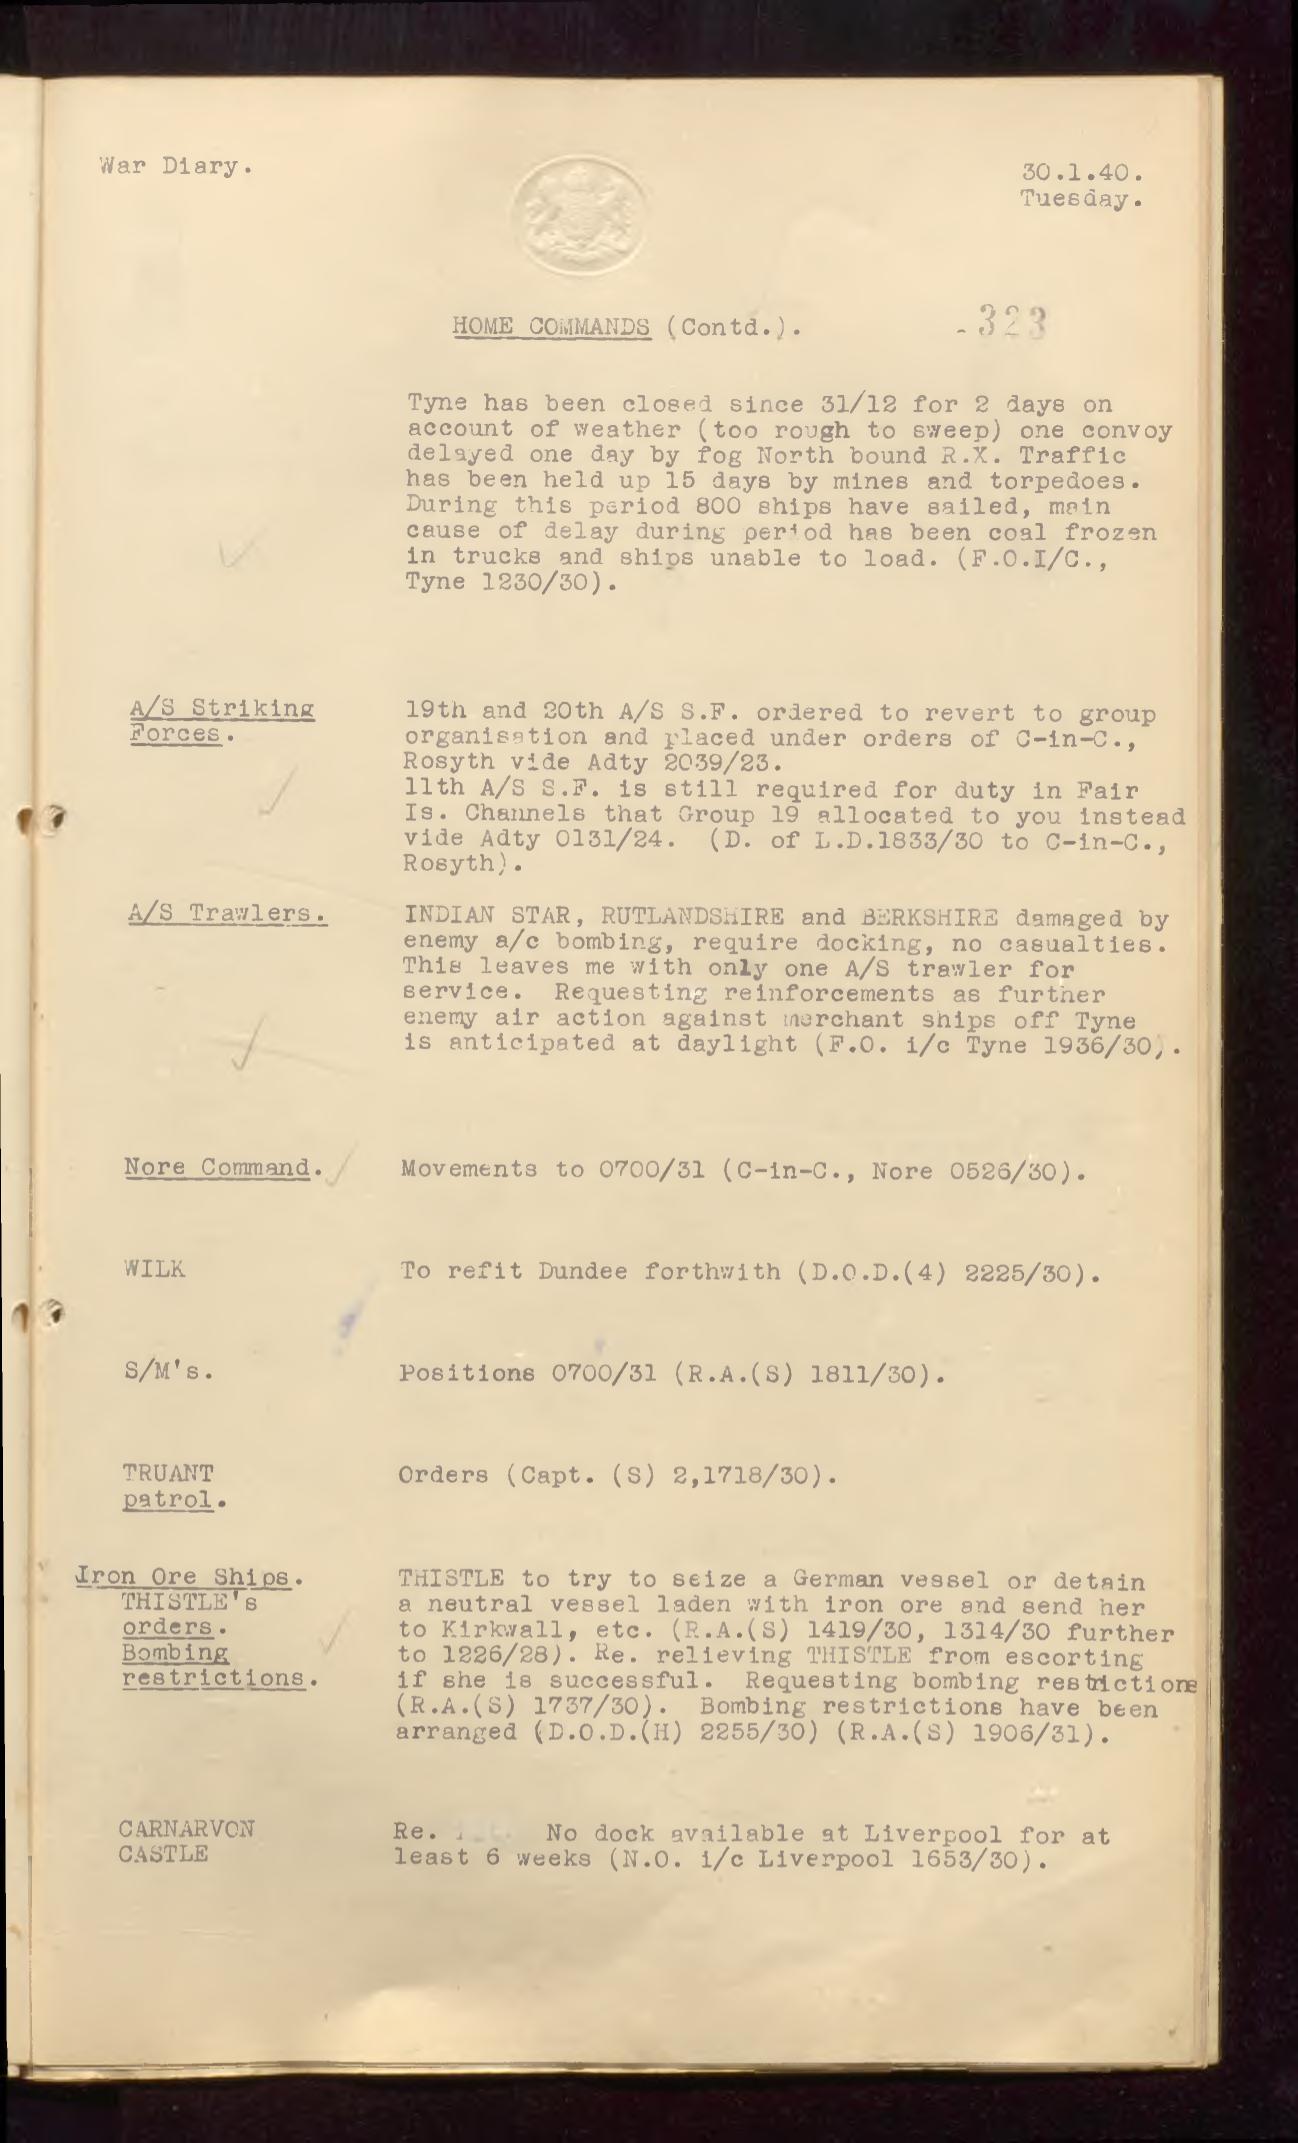 War Diary.
30.1.40.
Tuesday.
HOME COMMANDS (Contd.).
-323
Tyne has been closed since 31/12 for 2 days on
account of weather (too rough to sweep) one convoy
delayed one day by fog North bound R.X. Traffic
has been held up 15 days by mines and torpedoes.
During this period 800 ships have sailed, main
cause of delay during period has been coal frozen
in trucks and ships unable to load. (F.O.I/C.,
Tyne 1230/30).
A/S Striking
Forces.
19th and 20th A/S S.F. ordered to revert to group
organisation and placed under orders of C-in-C.,
Rosyth vide Adty 2039/23.
11th A/S S.F. is still required for duty in Fair
Is. Channels that Group 19 allocated to you instead
vide Adty 0131/24. (D. of L.D.1833/30 to C-in-C.,
Rosyth).
A/S Trawlers.
INDIAN STAR, RUTLANDSHIRE and BERKSHIRE damaged by
enemy a/c bombing, require docking, no casualties.
This leaves me with only one A/S trawler for
service. Requesting reinforcements as further
enemy air action against merchant ships off Tyne
is anticipated at daylight (F.O. i/c Tyne 1936/30).
Nore Command.
Movements to 0700/31 (C-in-C., Nore 0526/30).
WILK
To refit Dundee forthwith (D.O.D.(4) 2225/30).
S/M's.
Positions 0700/31 (R.A.(S) 1811/30).
TRUANT
patrol.
Orders (Capt. (S) 2,1718/30).
Iron Ore Ships.
THISTLE's
orders.
Bombing
restrictions.
THISTLE to try to seize a German vessel or detain
a neutral vessel laden with iron ore and send her
to Kirkwall, etc. (R.A.(S) 1419/30, 1314/30 further
to 1226/28). Re. relieving THISTLE from escorting
if she is successful. Requesting bombing restrictions
(R.A.(S) 1737/30). Bombing restrictions have been
arranged (D.O.D.(H) 2255/30) (R.A.(S) 1906/31).
CARNARVON
CASTLE
Re. No dock available at Liverpool for at
least 6 weeks (N.O. i/c Liverpool 1653/30).